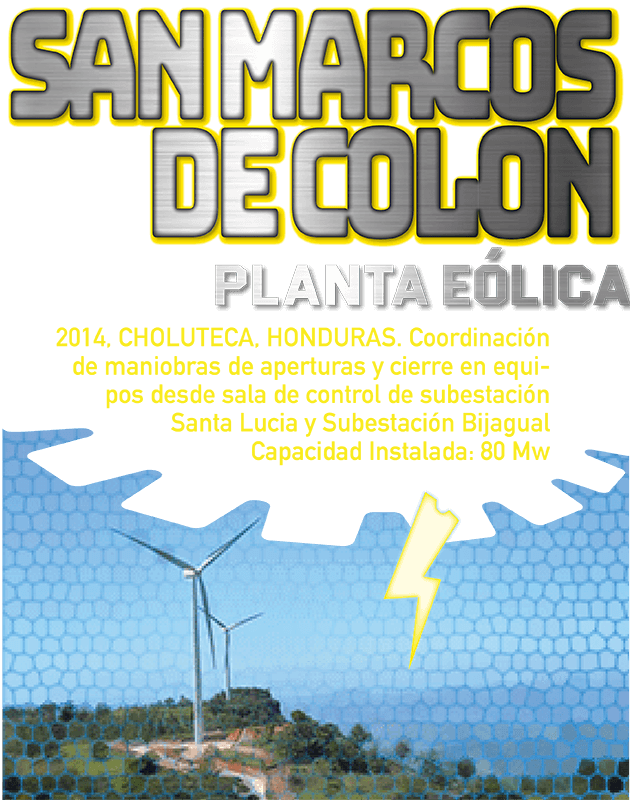 SAN MARCOS
DE COLON
PLANTA EÓLICA
2014, CHOLUTECA, HONDURAS. Coordinación
de maniobras de aperturas y cierre en equi-
pos desde sala de control de subestación
Santa Lucia y Subestación Bijagual
Capacidad Instalada: 80 Mw